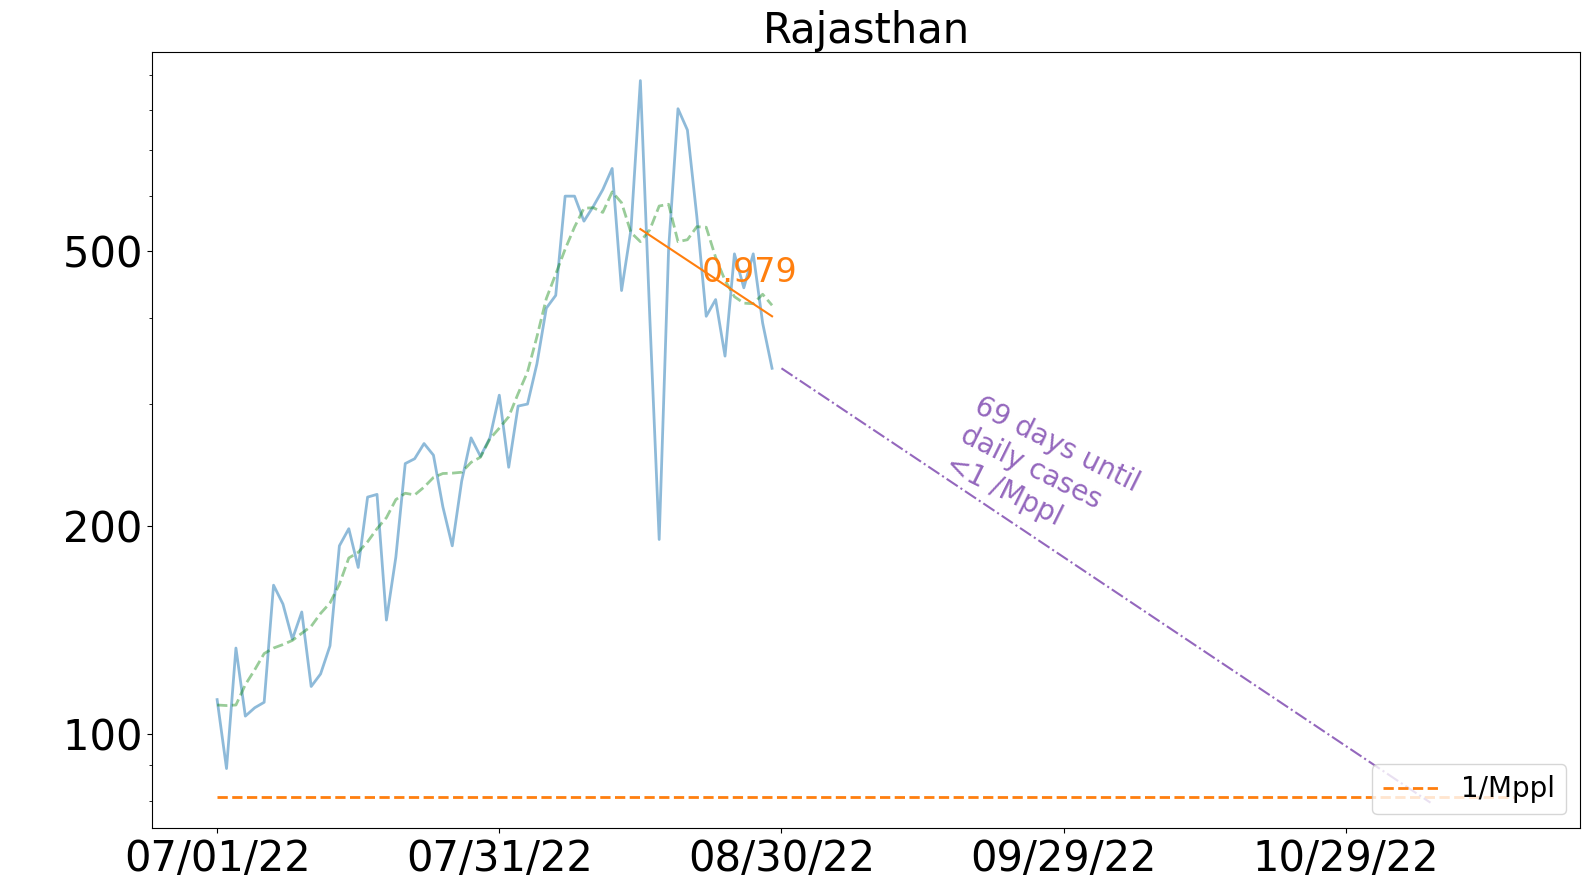 Rajasthan
500
200
100
0.979
69 days until
daily cases
<1 /Mppl
1/Mppl
07/01/22
07/31/22
08/30/22
09/29/22
10/29/22